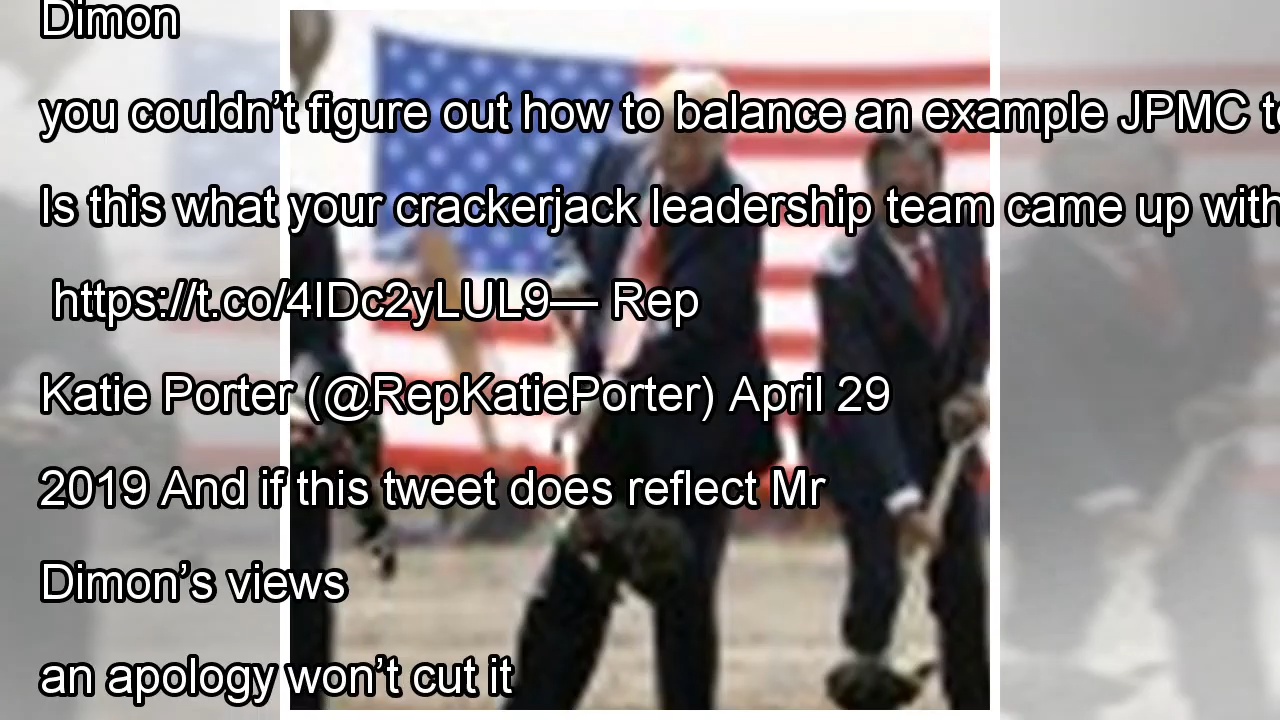 Dimon
you couldn’t figure out how to balance an example JPMC
Is this what your crackerjack leadership team came up with
https://t.co/4IDc2yLUL9— Rep
Katie Porter (@RepKatiePorter) April 29
2019 And if this tweet does reflect Mr
Dimon’s views
an apology won’t cut it